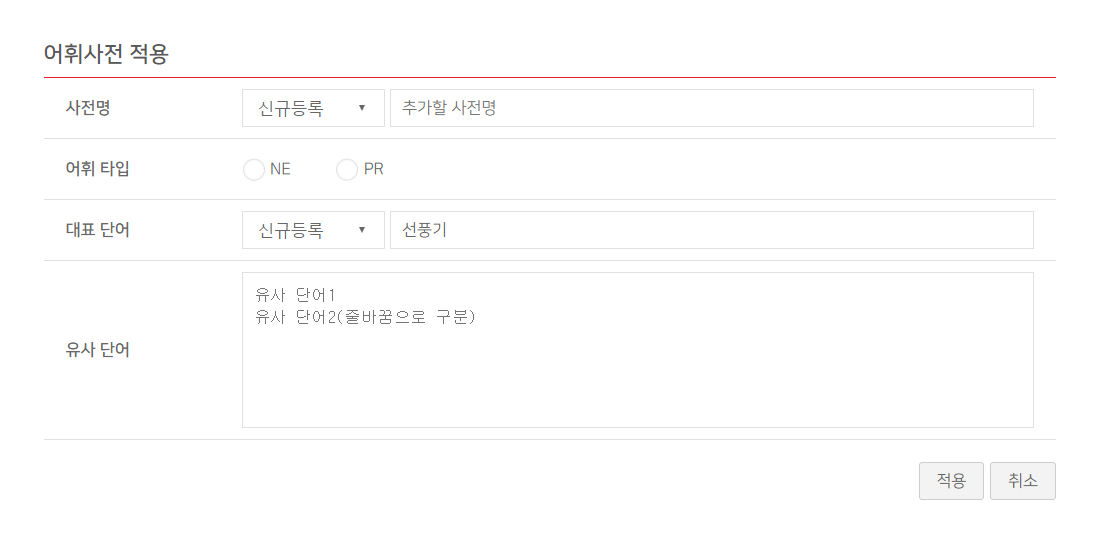 어휘사전 적용
사전명 신규등록 ▼ 추가할 사전명
어휘 타입 NE PR
대표 단어 신규등록 ▼ 선풍기
유사 단어1
유사 단어2(줄바꿈으로 구분)
유사 단어
적용 취소